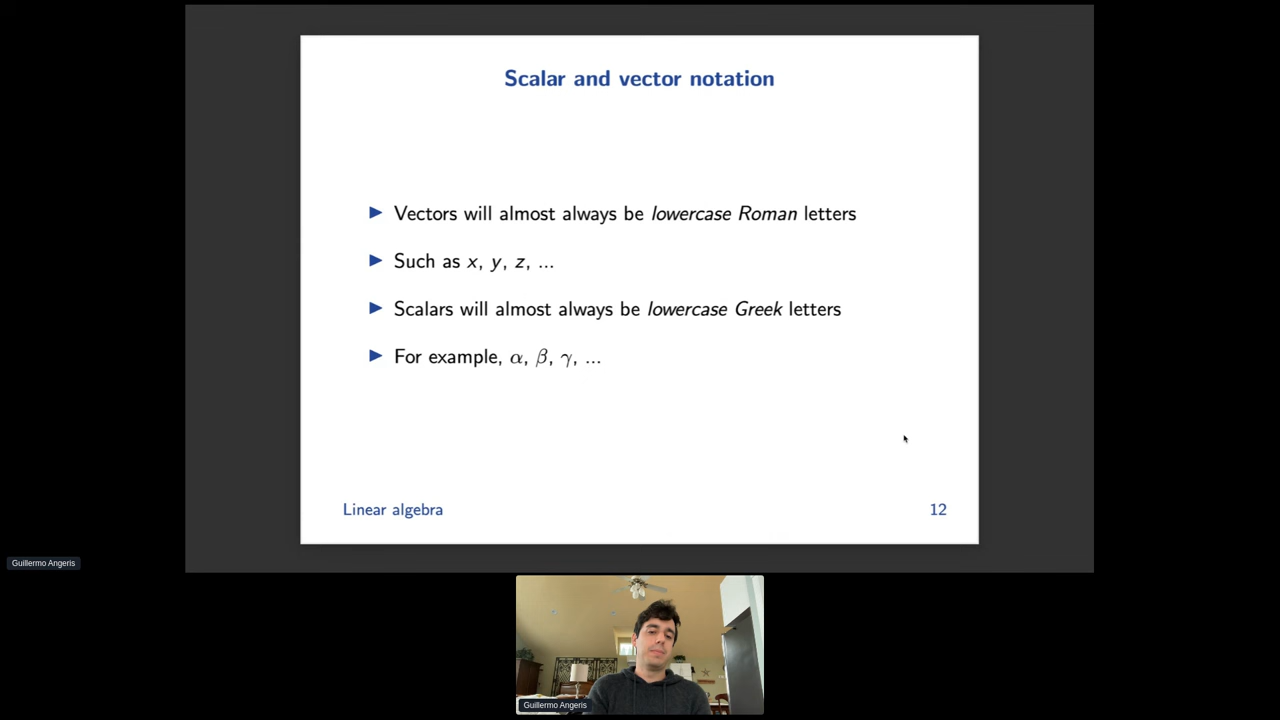 Scalar and vector notation
▶ Vectors will almost always be lowercase Roman letters
▶ Such as x, y, z, ...
▶ Scalars will almost always be lowercase Greek letters
▶ For example, α, β, γ, ...
Linear algebra 12
Guillermo Angeris
Guillermo Angeris